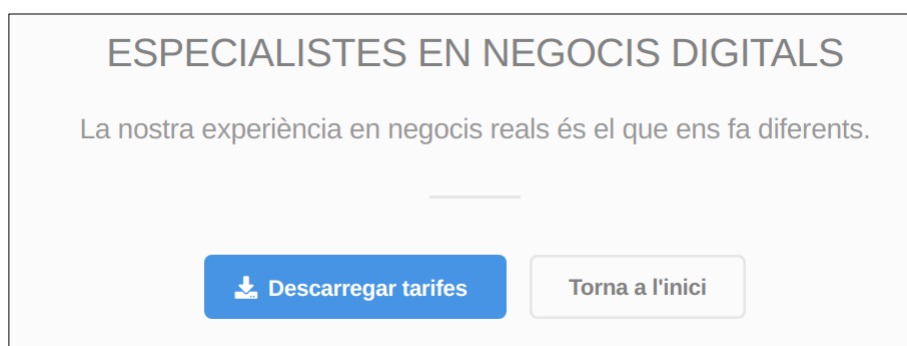 ESPECIALISTES EN NEGOCIS DIGITALS
La nostra experiència en negocis reals és el que ens fa diferents.
Descarregar tarifes
Torna a l'inici